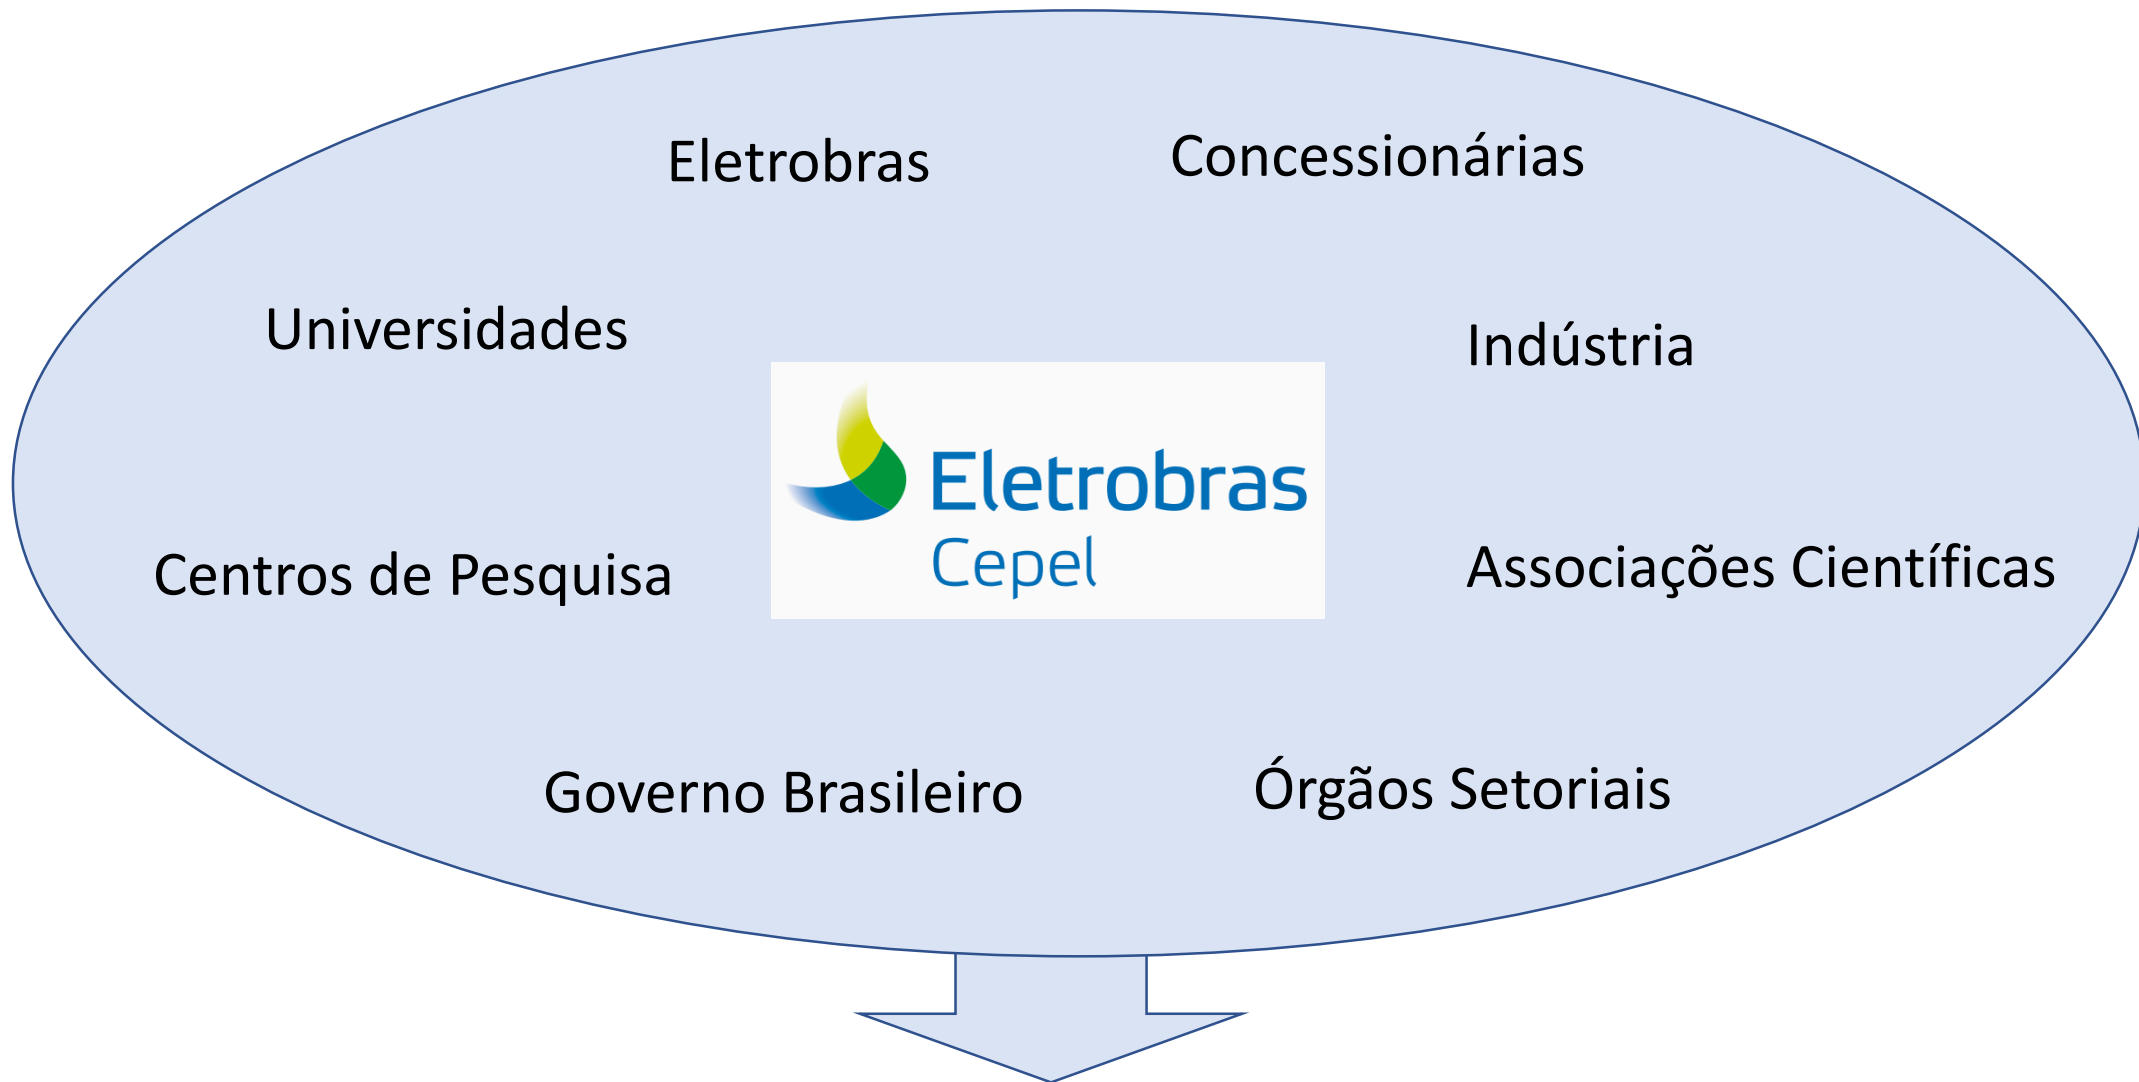 Eletrobras
Concessionárias
Universidades
Indústria
Eletrobras
Cepel
Centros de Pesquisa
Associações Científicas
Governo Brasileiro
Órgãos Setoriais